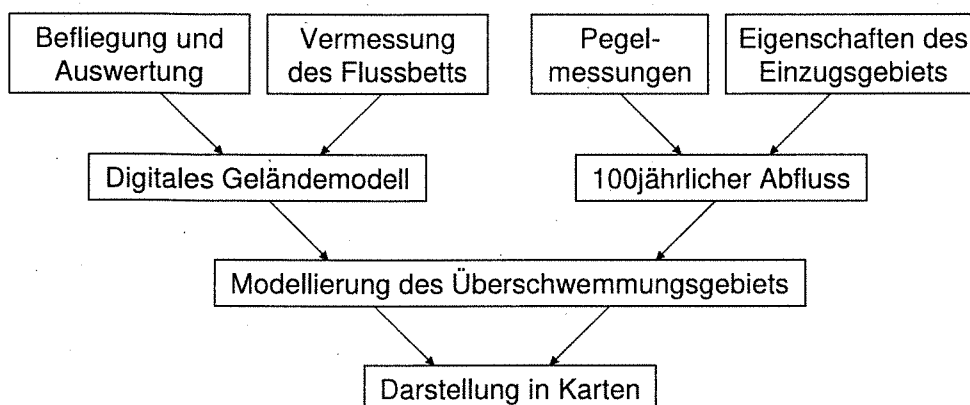 Befliegung und
Auswertung
Vermessung
des Flussbetts
Pegel-
messungen
Eigenschaften des
Einzugsgebiets
Digitales Geländemodell
100jährlicher Abfluss
Modellierung des Überschwemmungsgebiets
Darstellung in Karten